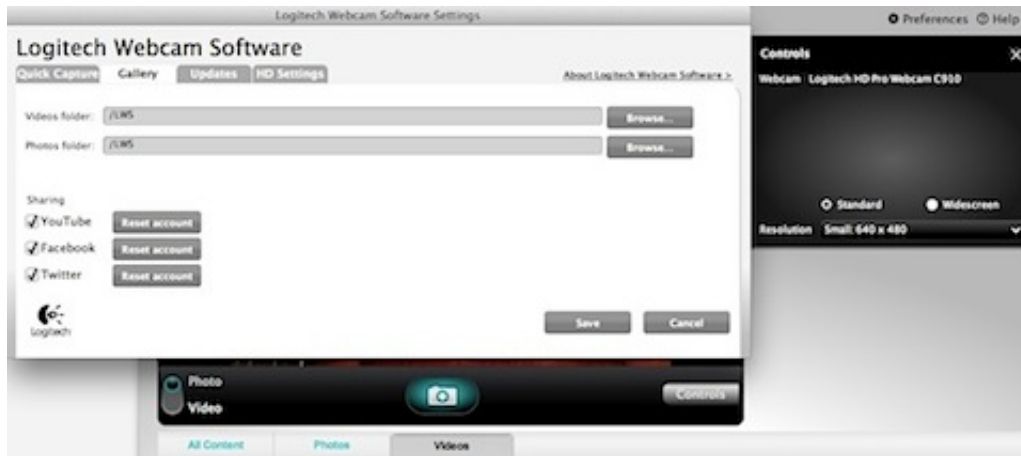 Logitech Webcam Software Settings
Preferences Help
Logitech Webcam Software
Quick Capture Gallery Updates HD Settings
About Logitech Webcam Software >
Videos folder: /LWS Browse...
Photos folder: /LWS Browse...
Sharing
YouTube Reset account
Facebook Reset account
Twitter Reset account
Logitech
Save Cancel
Controls
Webcam Logitech HD Pro Webcam C910
Standard Widescreen
Resolution Small: 640 x 480
Photo
Video
Controls
All Content Photos Videos